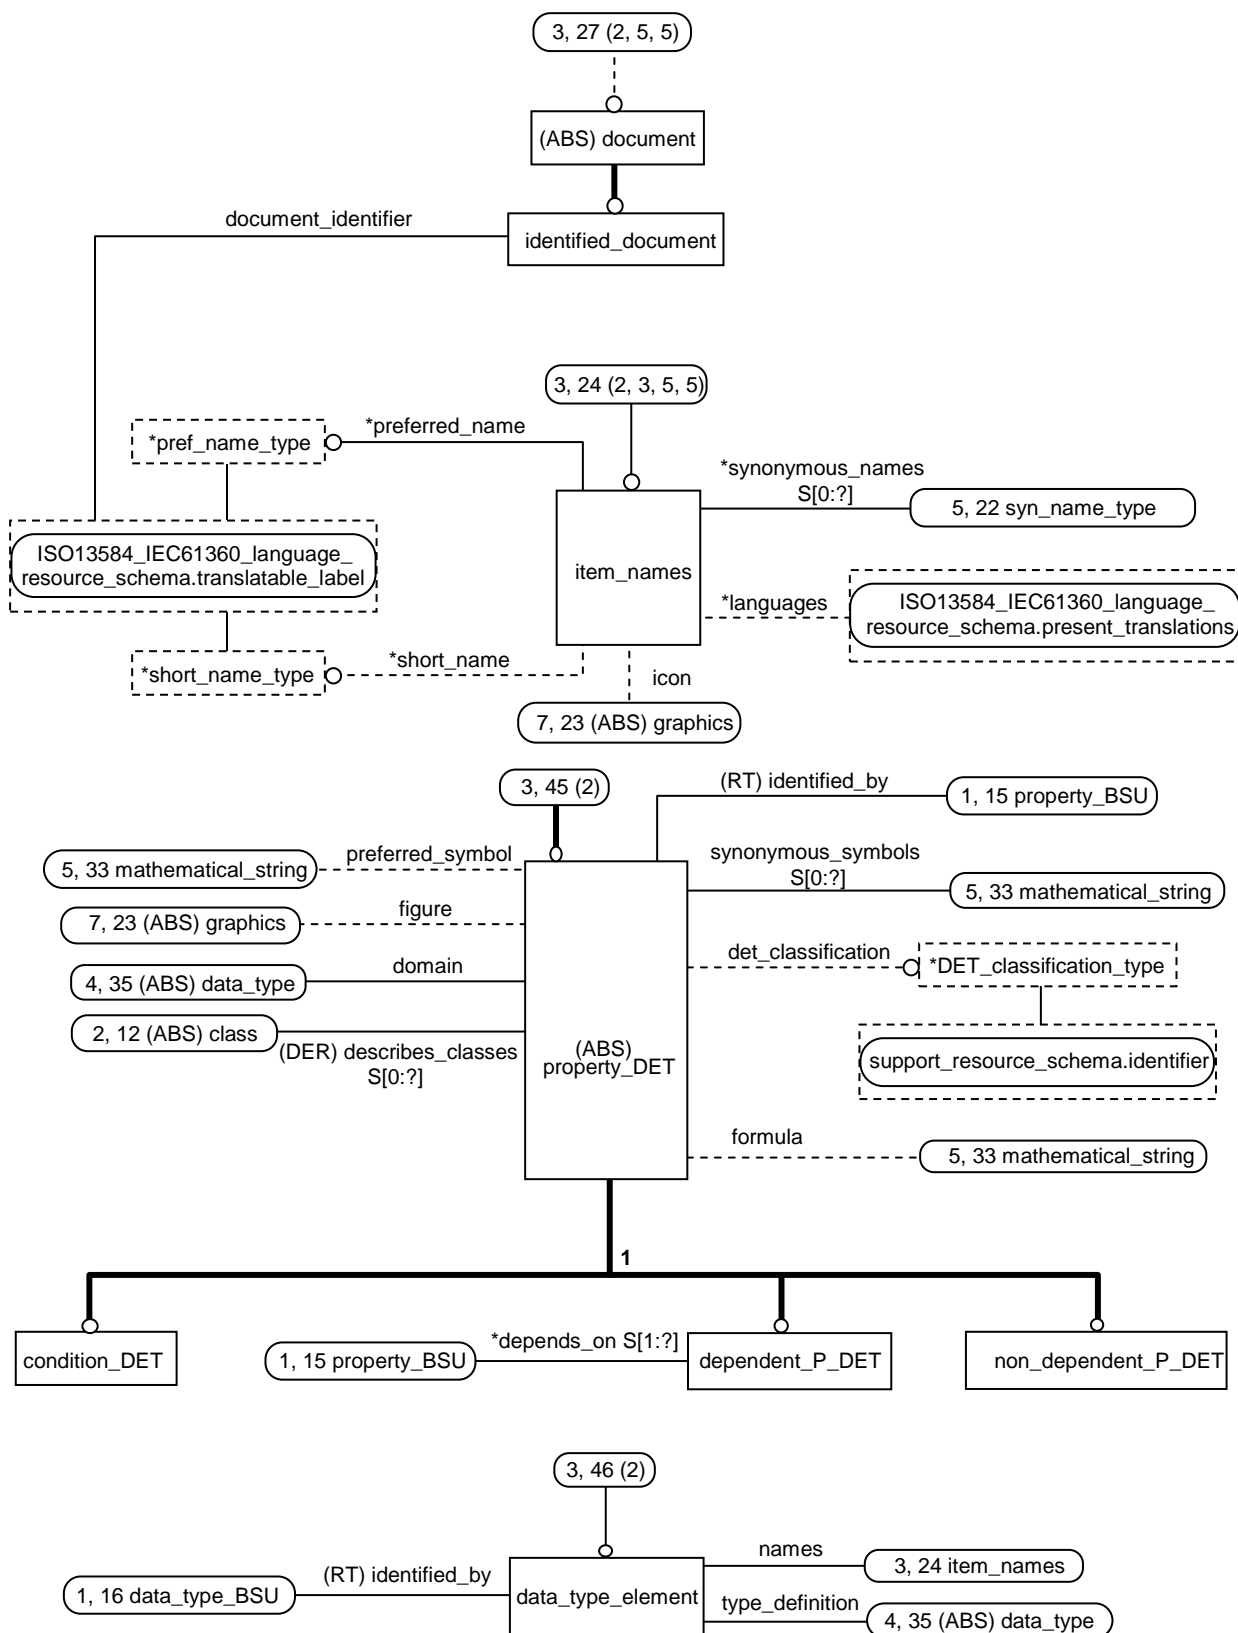 3, 27 (2, 5, 5)
(ABS) document
document_identifier
identified_document
3, 24 (2, 3, 5, 5)
*pref_name_type
*preferred_name
*synonymous_names
S[0:?]
5, 22 syn_name_type
ISO13584_IEC61360_language_
resource_schema.translatable_label
item_names
*languages
ISO13584_IEC61360_language_
resource_schema.present_translations
*short_name_type
*short_name
icon
7, 23 (ABS) graphics
3, 45 (2)
(RT) identified_by
1, 15 property_BSU
5, 33 mathematical_string
preferred_symbol
synonymous_symbols
S[0:?]
5, 33 mathematical_string
7, 23 (ABS) graphics
figure
det_classification
*DET_classification_type
4, 35 (ABS) data_type
domain
2, 12 (ABS) class
(DER) describes_classes
S[0:?]
(ABS)
property_DET
support_resource_schema.identifier
formula
5, 33 mathematical_string
1
condition_DET
1, 15 property_BSU
*depends_on S[1:?]
dependent_P_DET
non_dependent_P_DET
3, 46 (2)
1, 16 data_type_BSU
(RT) identified_by
data_type_element
names
3, 24 item_names
type_definition
4, 35 (ABS) data_type